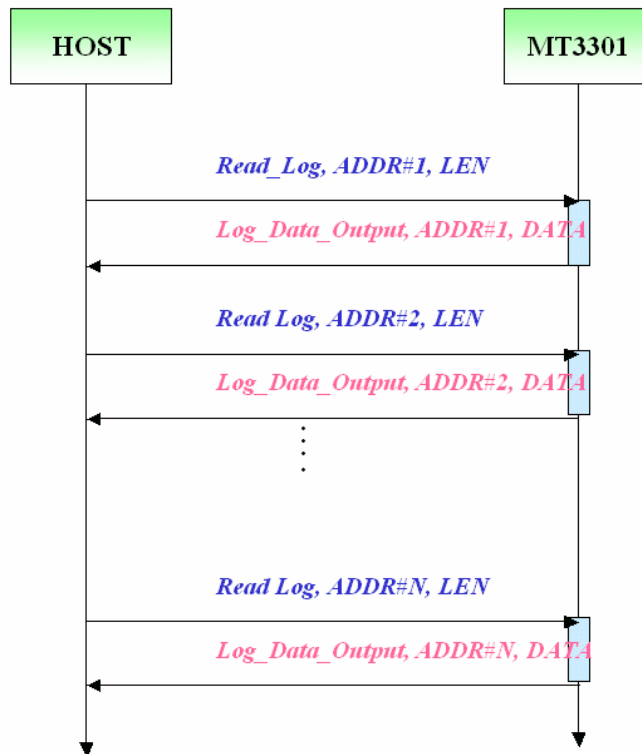 HOST
MT3301
Read_Log, ADDR#1, LEN
Log_Data_Output, ADDR#1, DATA
Read Log, ADDR#2, LEN
Log_Data_Output, ADDR#2, DATA
Read Log, ADDR#N, LEN
Log_Data_Output, ADDR#N, DATA